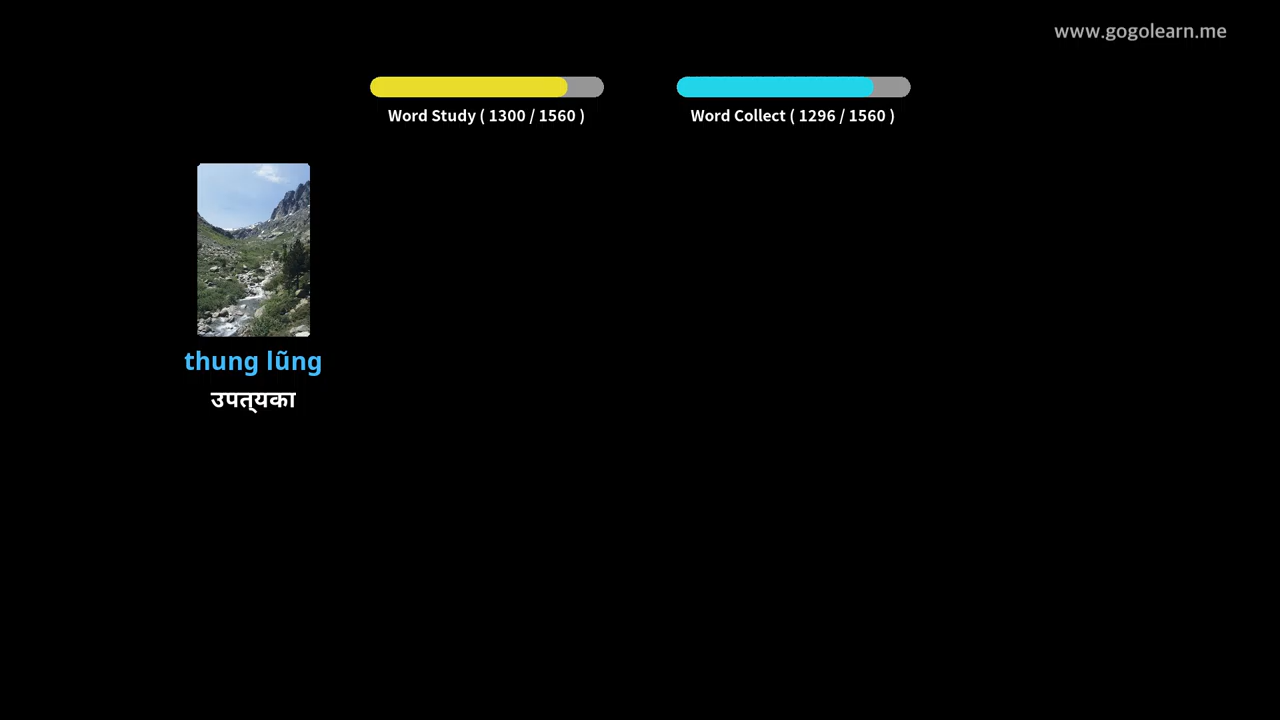 www.gogolearn.me
Word Study ( 1300 / 1560 )
Word Collect ( 1296 / 1560 )
thung lũng
उपत्यका